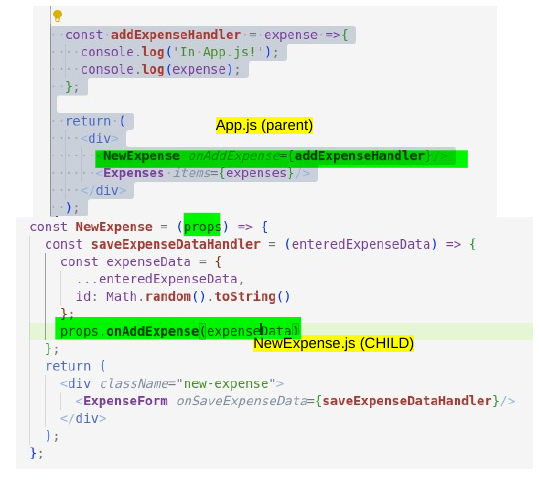 const addExpenseHandler = expense =>{
console.log('In App.js!');
console.log(expense);
};
return (
App.js (parent)
<div>
<NewExpense onAddExpense={addExpenseHandler}/>
<Expenses items={expenses}/>
</div>
);
const NewExpense = (props) => {
const saveExpenseDataHandler = (enteredExpenseData) => {
const expenseData = {
...enteredExpenseData,
id: Math.random().toString()
};
props.onAddExpense(expenseData)
NewExpense.js (CHILD)
};
return (
<div className="new-expense">
<ExpenseForm onSaveExpenseData={saveExpenseDataHandler}/>
</div>
);
};